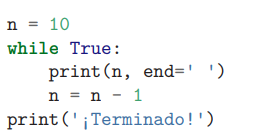 n = 10
while True:
    print(n, end=' ')
    n = n - 1
print('¡Terminado!')